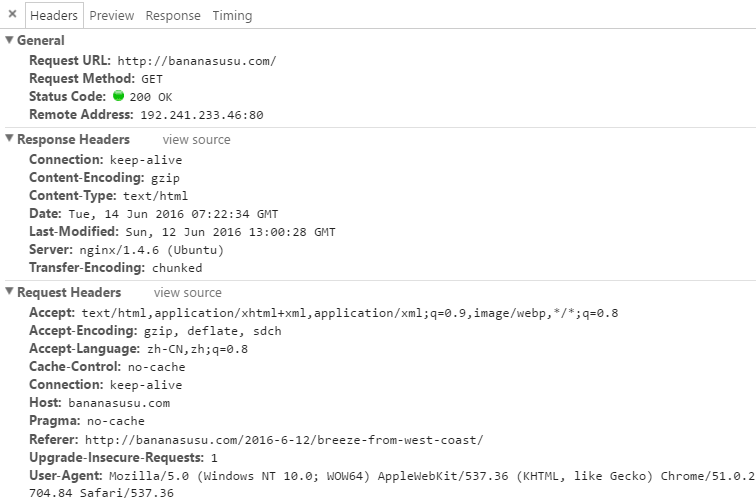 × Headers Preview Response Timing
▼ General
Request URL: http://bananasusu.com/
Request Method: GET
Status Code: 200 OK
Remote Address: 192.241.233.46:80
▼ Response Headers view source
Connection: keep-alive
Content-Encoding: gzip
Content-Type: text/html
Date: Tue, 14 Jun 2016 07:22:34 GMT
Last-Modified: Sun, 12 Jun 2016 13:00:28 GMT
Server: nginx/1.4.6 (Ubuntu)
Transfer-Encoding: chunked
▼ Request Headers view source
Accept: text/html,application/xhtml+xml,application/xml;q=0.9,image/webp,*/*;q=0.8
Accept-Encoding: gzip, deflate, sdch
Accept-Language: zh-CN,zh;q=0.8
Cache-Control: no-cache
Connection: keep-alive
Host: bananasusu.com
Pragma: no-cache
Referer: http://bananasusu.com/2016-6-12/breeze-from-west-coast/
Upgrade-Insecure-Requests: 1
User-Agent: Mozilla/5.0 (Windows NT 10.0; WOW64) AppleWebKit/537.36 (KHTML, like Gecko) Chrome/51.0.2
704.84 Safari/537.36